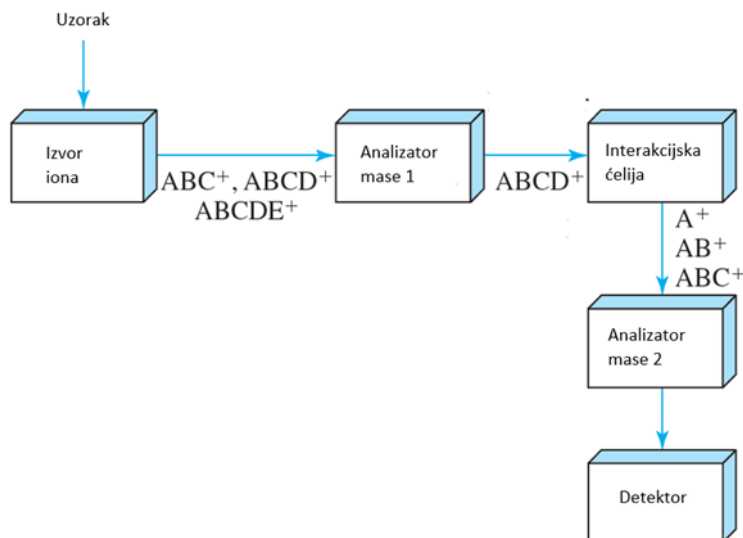 Uzorak
Izvor
iona
ABC⁺, ABCD⁺
ABCDE⁺
Analizator
mase 1
ABCD⁺
Interakcijska
ćelija
A⁺
AB⁺
ABC⁺
Analizator
mase 2
Detektor